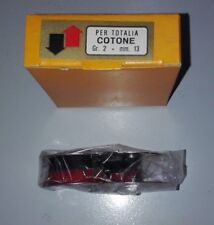 PER TOTALIA
COTONE
Gr. 2 - mm. 13